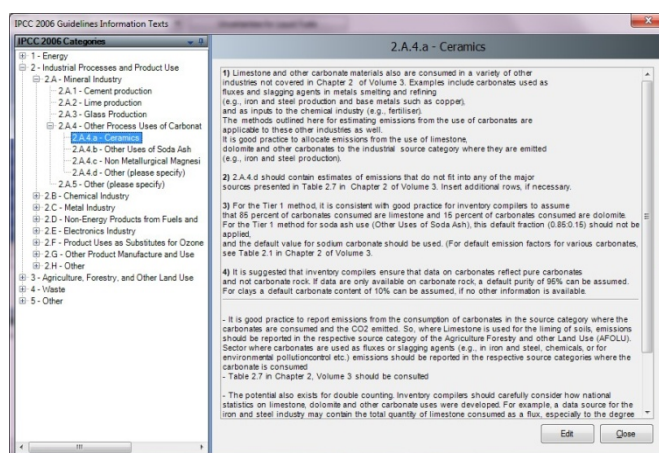 IPCC 2006 Guidelines Information Texts
IPCC 2006 Categories
1 - Energy
2 - Industrial Processes and Product Use
2.A - Mineral Industry
2.A.1 - Cement production
2.A.2 - Lime production
2.A.3 - Glass Production
2.A.4 - Other Process Uses of Carbonat
2.A.4.a - Ceramics
2.A.4.b - Other Uses of Soda Ash
2.A.4.c - Non Metallurgical Magnesi
2.A.4.d - Other (please specify)
2.A.5 - Other (please specify)
2.B - Chemical Industry
2.C - Metal Industry
2.D - Non-Energy Products from Fuels and
2.E - Electronics Industry
2.F - Product Uses as Substitutes for Ozone
2.G - Other Product Manufacture and Use
2.H - Other
3 - Agriculture, Forestry, and Other Land Use
4 - Waste
5 - Other
2.A.4.a - Ceramics
1) Limestone and other carbonate materials also are consumed in a variety of other
industries not covered in Chapter 2 of Volume 3. Examples include carbonates used as
fluxes and slagging agents in metals smelting and refining
(e.g., iron and steel production and base metals such as copper),
and as inputs to the chemical industry (e.g., fertiliser).
The methods outlined here for estimating emissions from the use of carbonates are
applicable to these other industries as well.
It is good practice to allocate emissions from the use of limestone,
dolomite and other carbonates to the industrial source category where they are emitted
(e.g., iron and steel production).
2) 2.A.4.d should contain estimates of emissions that do not fit into any of the major
sources presented in Table 2.7 in Chapter 2 of Volume 3. Insert additional rows, if necessary.
3) For the Tier 1 method, it is consistent with good practice for inventory compilers to assume
that 85 percent of carbonates consumed are limestone and 15 percent of carbonates consumed are dolomite.
For the Tier 1 method for soda ash use (Other Uses of Soda Ash), this default fraction (0.85:0.15) should not be
applied,
and the default value for sodium carbonate should be used. (For default emission factors for various carbonates,
see Table 2.1 in Chapter 2 of Volume 3.
4) It is suggested that inventory compilers ensure that data on carbonates reflect pure carbonates
and not carbonate rock. If data are only available on carbonate rock, a default purity of 95% can be assumed.
For clays a default carbonate content of 10% can be assumed, if no other information is available.
- It is good practice to report emissions from the consumption of carbonates in the source category where the
carbonates are consumed and the CO2 emitted. So, where Limestone is used for the liming of soils, emissions
should be reported in the respective source category of the Agriculture Forestry and other Land Use (AFOLU).
Sector where carbonates are used as fluxes or slagging agents (e.g., in iron and steel, chemicals, or for
environmental pollutioncontrol etc.) emissions should be reported in the respective source categories where the
carbonate is consumed
- Table 2.7 in Chapter 2, Volume 3 should be consulted
- The potential also exists for double counting. Inventory compilers should carefully consider how national
statistics on limestone, dolomite and other carbonate uses were developed. For example, a data source for the
iron and steel industry may contain the total quantity of limestone consumed as a flux, especially to the degree
Edit
Close